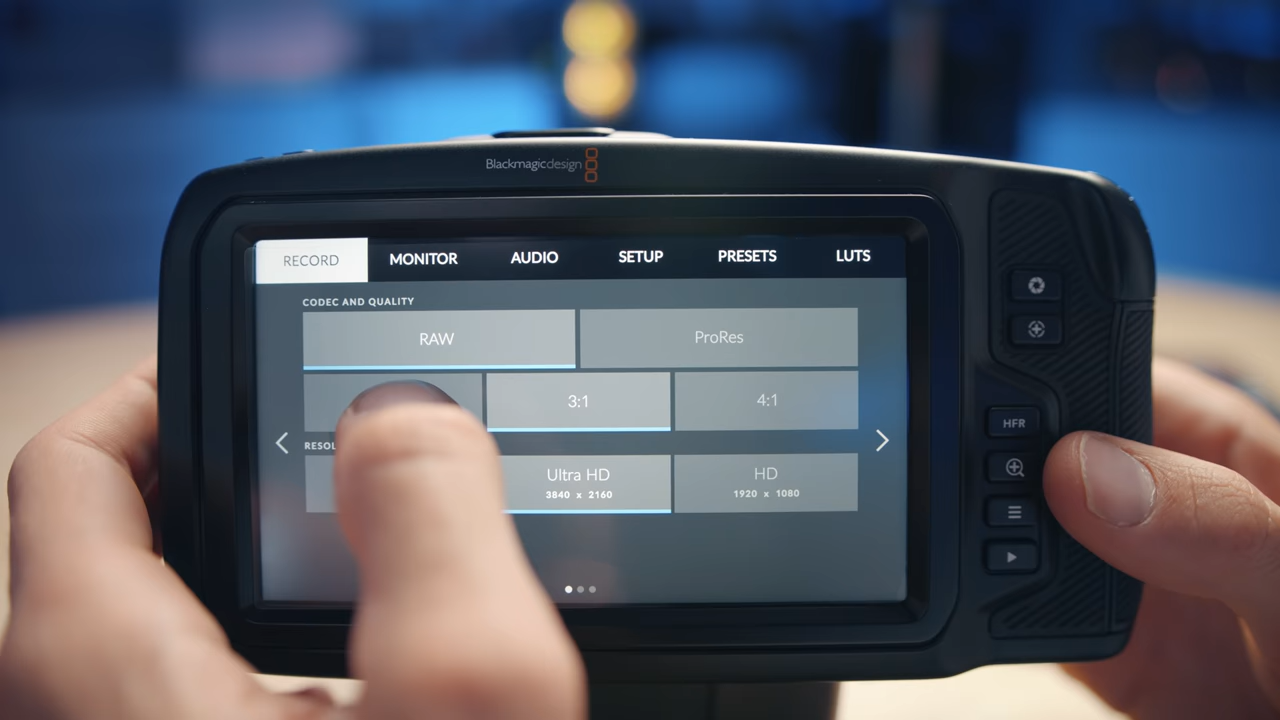 Blackmagicdesign
RECORD MONITOR AUDIO SETUP PRESETS LUTS
CODEC AND QUALITY
RAW ProRes
3:1 4:1
HFR
Ultra HD HD
3840 x 2160 1920 x 1080